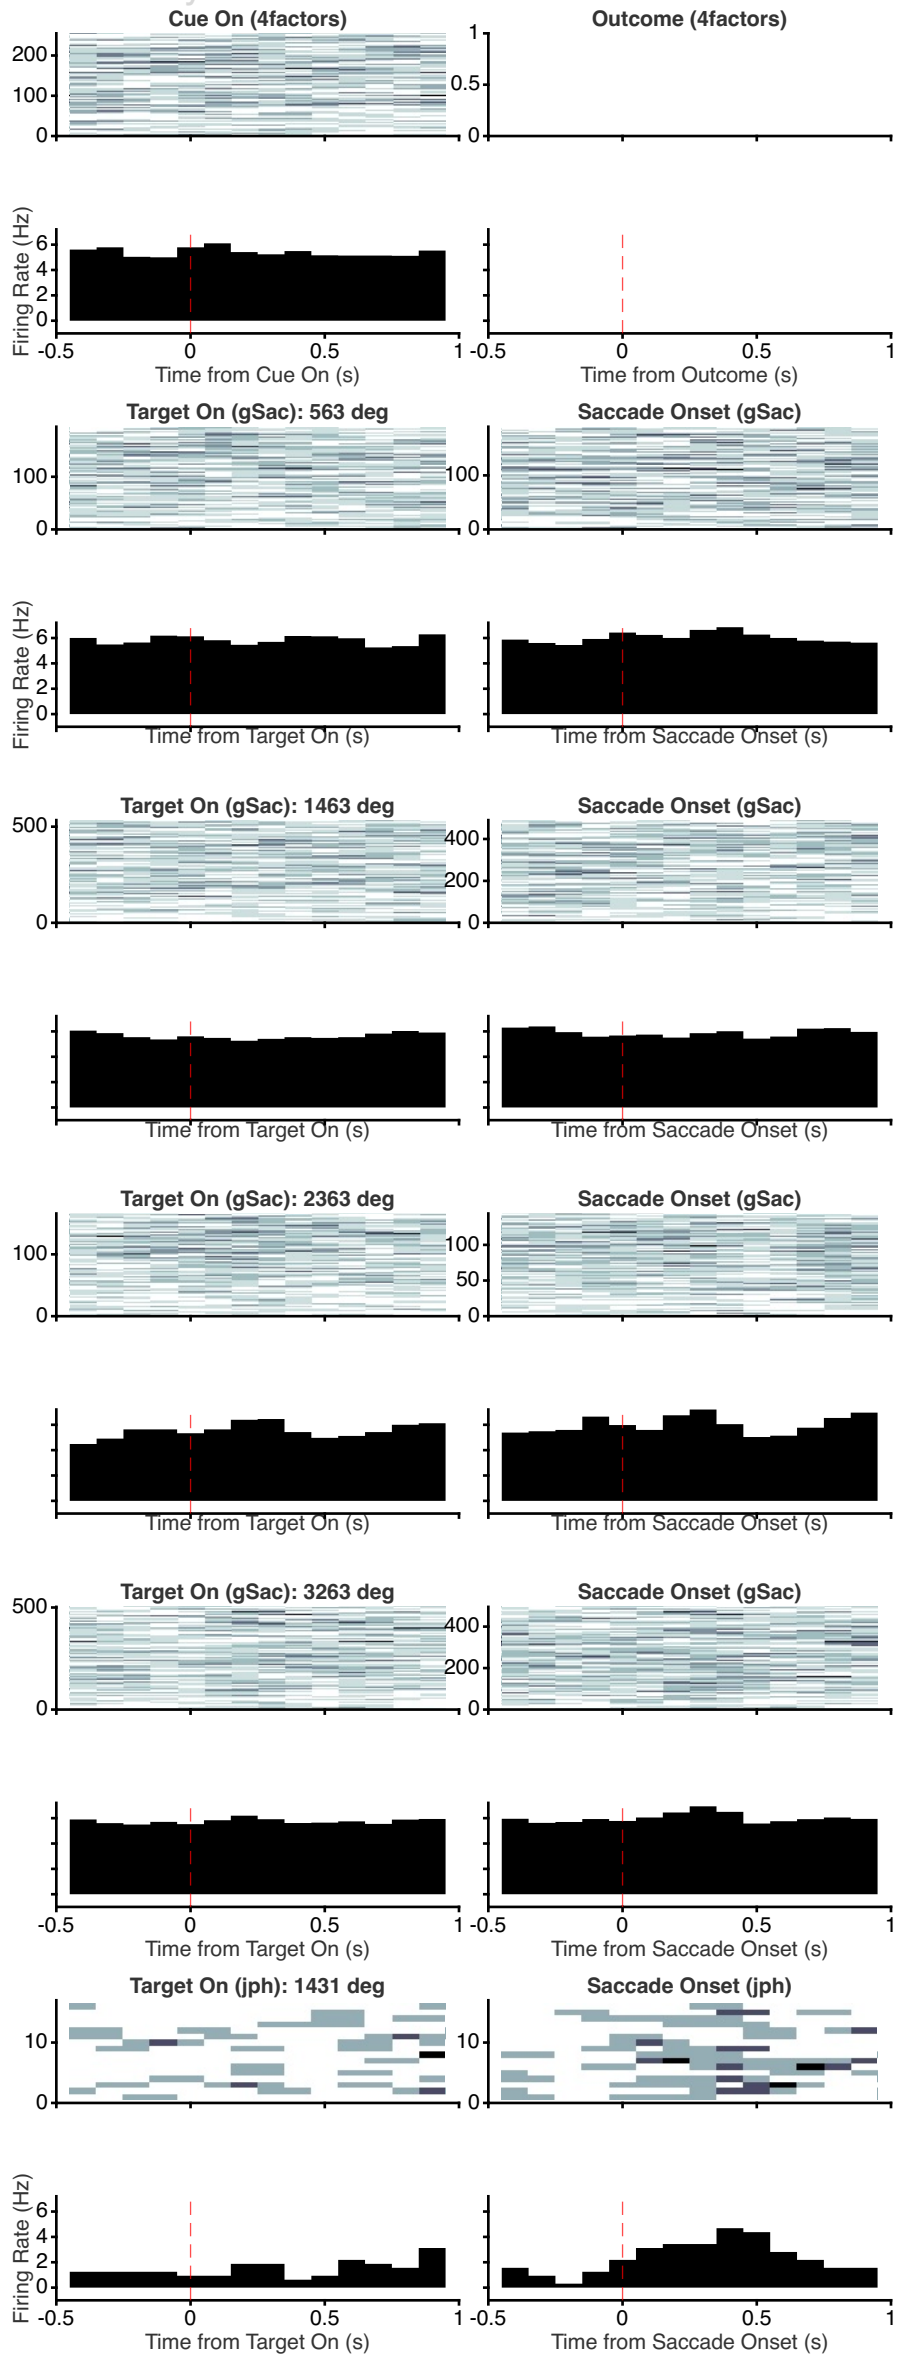 Cue On (4factors)
Outcome (4factors)
200
100
0
1
0.5
0
Firing Rate (Hz)
6
4
2
0
-0.5 0 0.5 1
-0.5 0 0.5 1
Time from Cue On (s)
Time from Outcome (s)
Target On (gSac): 563 deg
Saccade Onset (gSac)
100
0
100
0
Firing Rate (Hz)
6
4
2
0
Time from Target On (s)
Time from Saccade Onset (s)
Target On (gSac): 1463 deg
Saccade Onset (gSac)
500
0
400
200
0
Time from Target On (s)
Time from Saccade Onset (s)
Target On (gSac): 2363 deg
Saccade Onset (gSac)
100
0
100
50
0
Time from Target On (s)
Time from Saccade Onset (s)
Target On (gSac): 3263 deg
Saccade Onset (gSac)
500
0
400
200
0
-0.5 0 0.5 1
-0.5 0 0.5 1
Time from Target On (s)
Time from Saccade Onset (s)
Target On (jph): 1431 deg
Saccade Onset (jph)
10
0
10
0
Firing Rate (Hz)
6
4
2
0
-0.5 0 0.5 1
-0.5 0 0.5 1
Time from Target On (s)
Time from Saccade Onset (s)